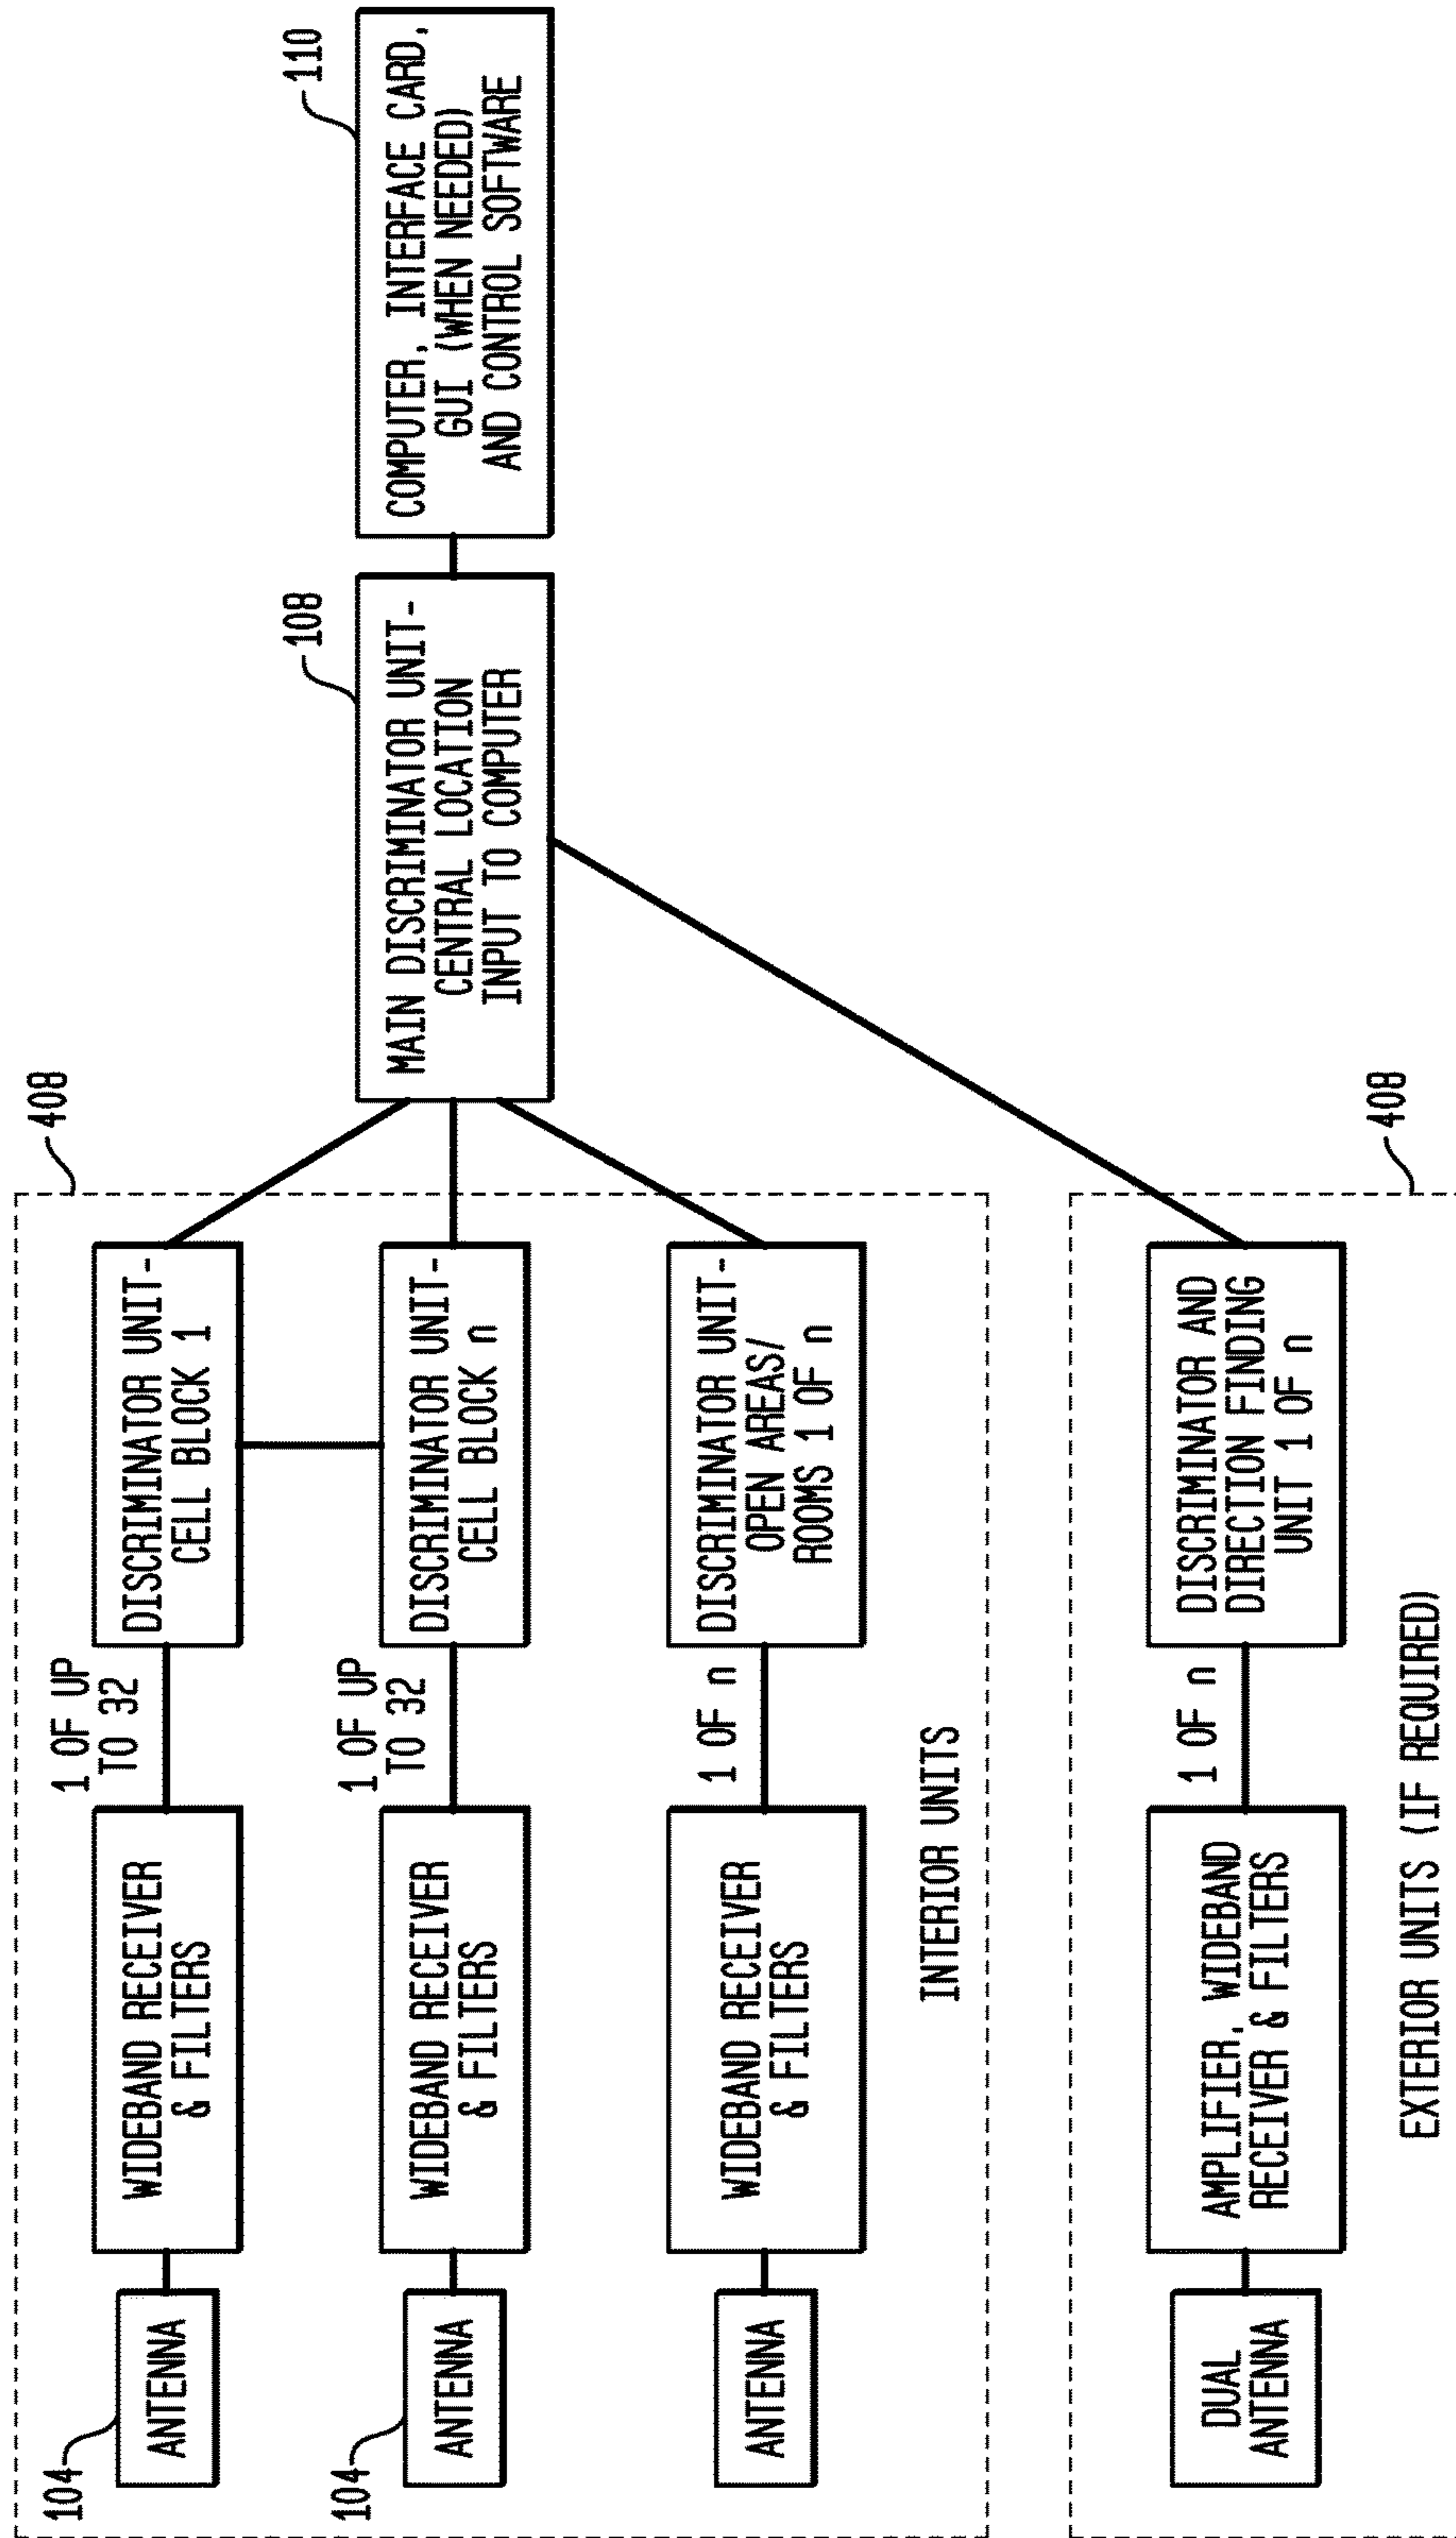 408
104
ANTENNA
WIDEBAND RECEIVER
& FILTERS
1 OF UP
TO 32
DISCRIMINATOR UNIT-
CELL BLOCK 1
104
ANTENNA
WIDEBAND RECEIVER
& FILTERS
1 OF UP
TO 32
DISCRIMINATOR UNIT-
CELL BLOCK n
ANTENNA
WIDEBAND RECEIVER
& FILTERS
1 OF n
DISCRIMINATOR UNIT-
OPEN AREAS/
ROOMS 1 OF n
INTERIOR UNITS
108
MAIN DISCRIMINATOR UNIT-
CENTRAL LOCATION
INPUT TO COMPUTER
110
COMPUTER, INTERFACE CARD,
GUI (WHEN NEEDED)
AND CONTROL SOFTWARE
408
DUAL
ANTENNA
AMPLIFIER, WIDEBAND
RECEIVER & FILTERS
1 OF n
DISCRIMINATOR AND
DIRECTION FINDING
UNIT 1 OF n
EXTERIOR UNITS (IF REQUIRED)